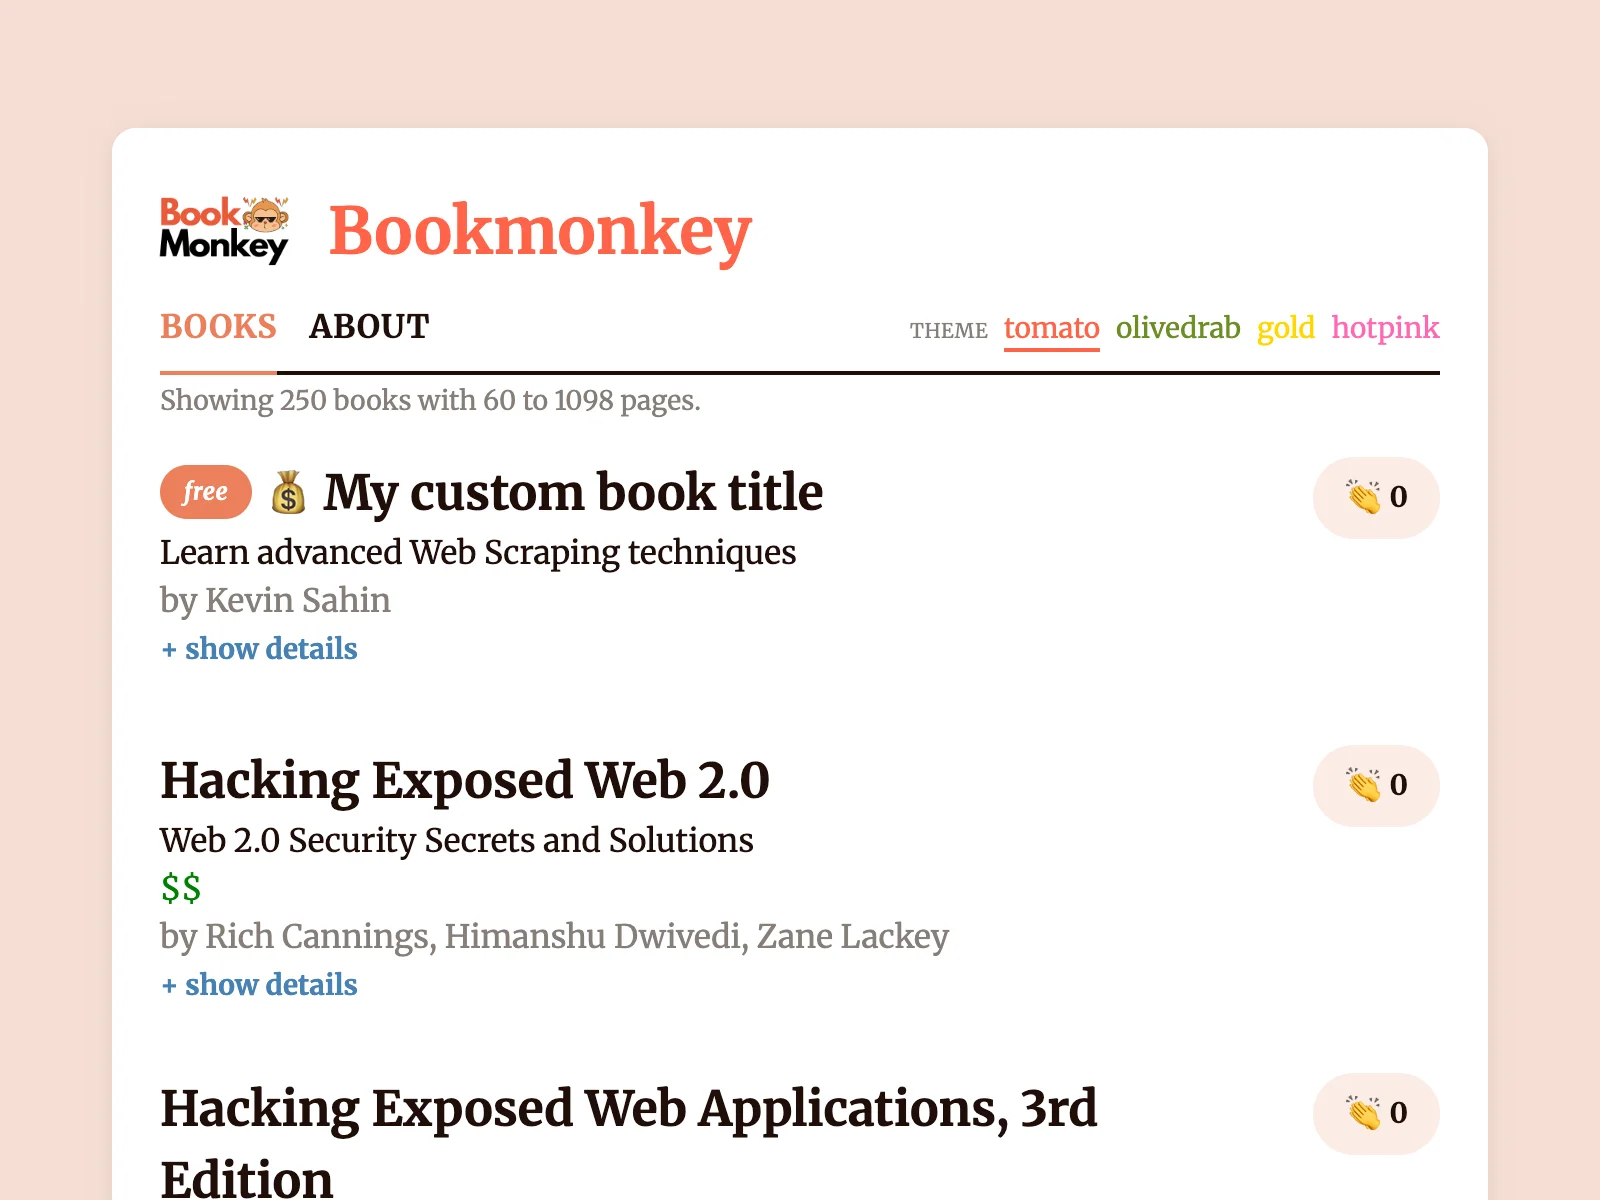 Book
Monkey
Bookmonkey
BOOKS ABOUT THEME tomato olivedrab gold hotpink
Showing 250 books with 60 to 1098 pages.
free 💰 My custom book title 👏 0
Learn advanced Web Scraping techniques
by Kevin Sahin
+ show details
Hacking Exposed Web 2.0 👏 0
Web 2.0 Security Secrets and Solutions
$$
by Rich Cannings, Himanshu Dwivedi, Zane Lackey
+ show details
Hacking Exposed Web Applications, 3rd 👏 0
Edition